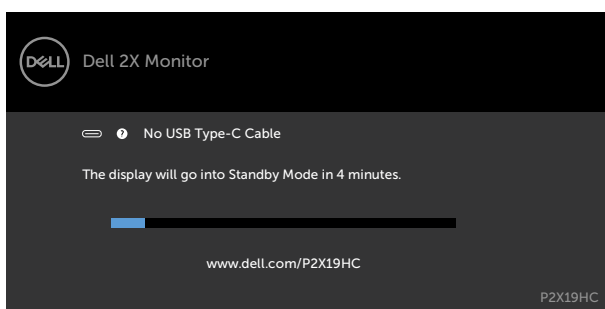 DELL
Dell 2X Monitor
? No USB Type-C Cable
The display will go into Standby Mode in 4 minutes.
www.dell.com/P2X19HC
P2X19HC